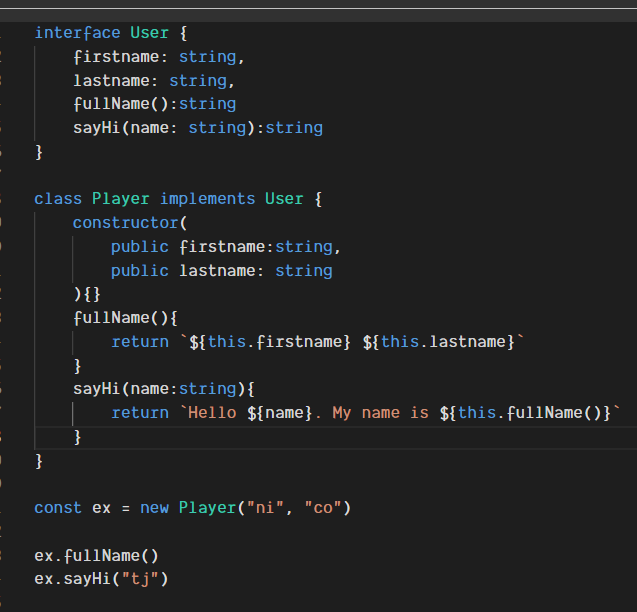 interface User {
    firstname: string,
    lastname: string,
    fullName():string
    sayHi(name: string):string
}

class Player implements User {
    constructor(
        public firstname:string,
        public lastname: string
    ){}
    fullName(){
        return `${this.firstname} ${this.lastname}`
    }
    sayHi(name:string){
        return `Hello ${name}. My name is ${this.fullName()}`
    }
}

const ex = new Player("ni", "co")

ex.fullName()
ex.sayHi("tj")